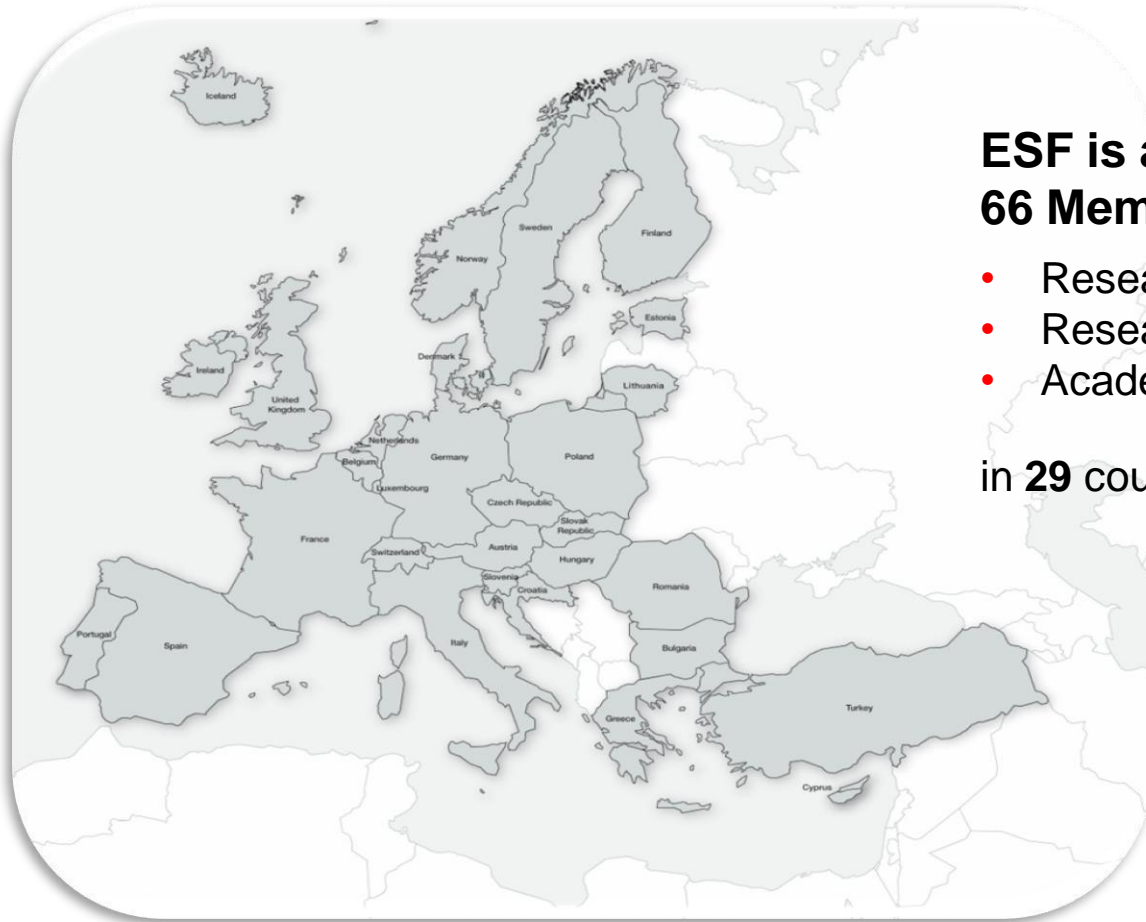 Iceland
Sweden
Finland
Norway
Estonia
Denmark
Lithuania
Ireland
United
Kingdom
Netherlands
Belgium
Germany
Poland
Luxembourg
Czech Republic
Slovak
Republic
France
Switzerland
Austria
Hungary
Slovenia
Croatia
Romania
Portugal
Spain
Italy
Bulgaria
Greece
Turkey
Cyprus
ESF is a
66 Mem
• Resea
• Resea
• Acade
in 29 cou